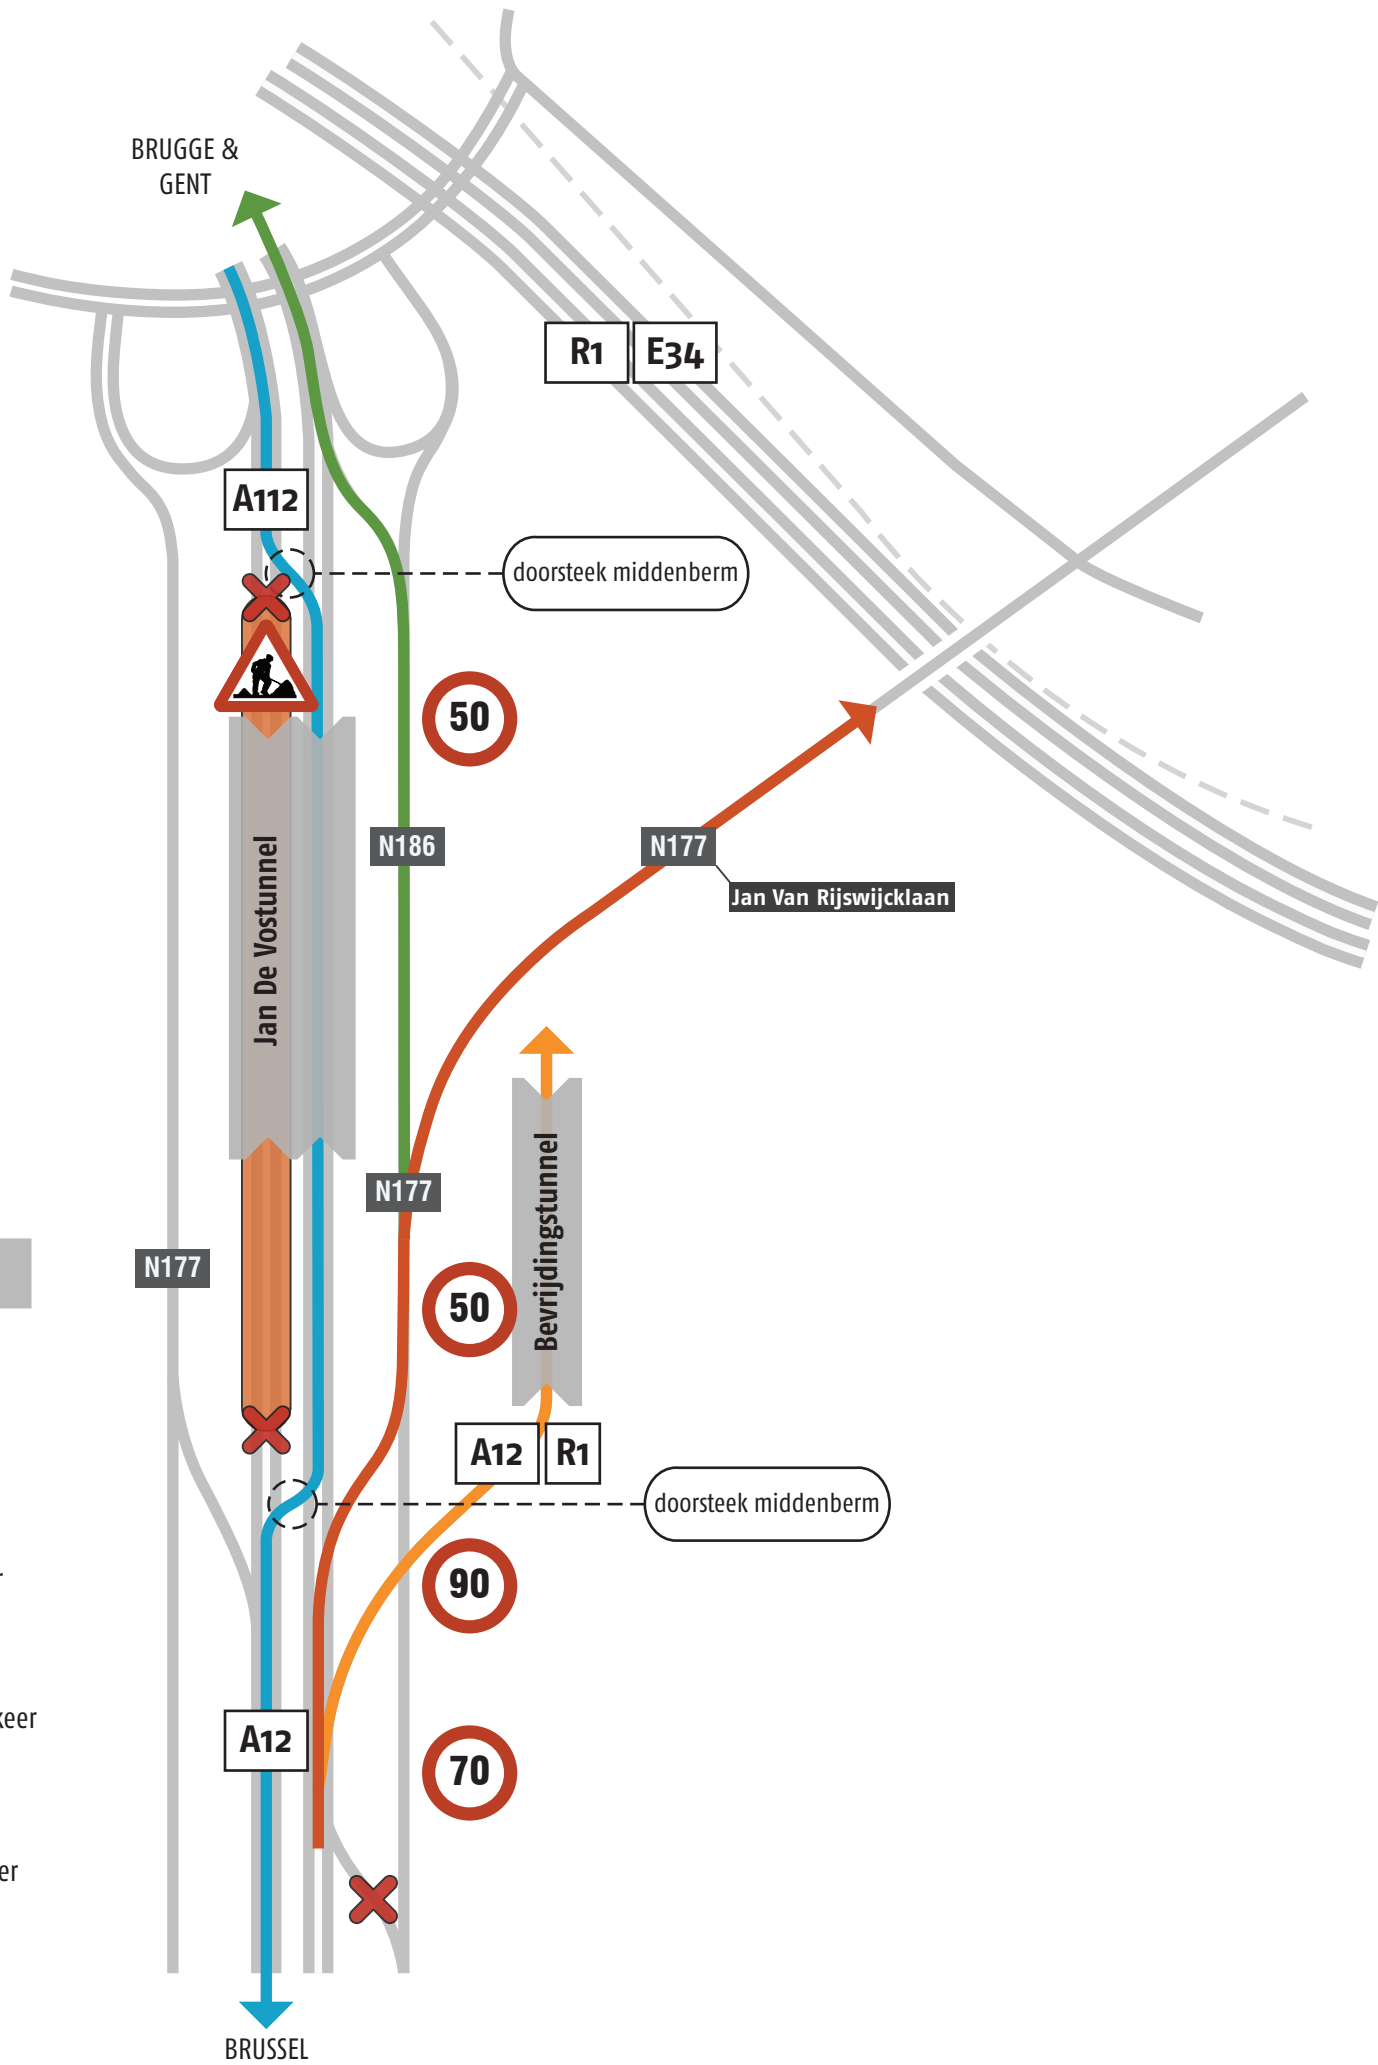 BRUGGE &
GENT
R1
E34
A112
doorsteek middenberm
50
N186
N177
Jan Van Rijswijcklaan
Jan De Vostunnel
N177
N177
50
Bevrijdingstunnel
A12
R1
doorsteek middenberm
90
A12
70
BRUSSEL